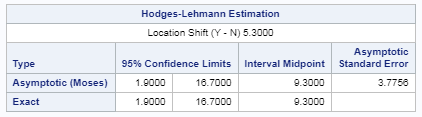 Hodges-Lehmann Estimation
Location Shift (Y - N) 5.3000
Type 95% Confidence Limits Interval Midpoint Asymptotic Standard Error
Asymptotic (Moses) 1.9000 16.7000 9.3000 3.7756
Exact 1.9000 16.7000 9.3000